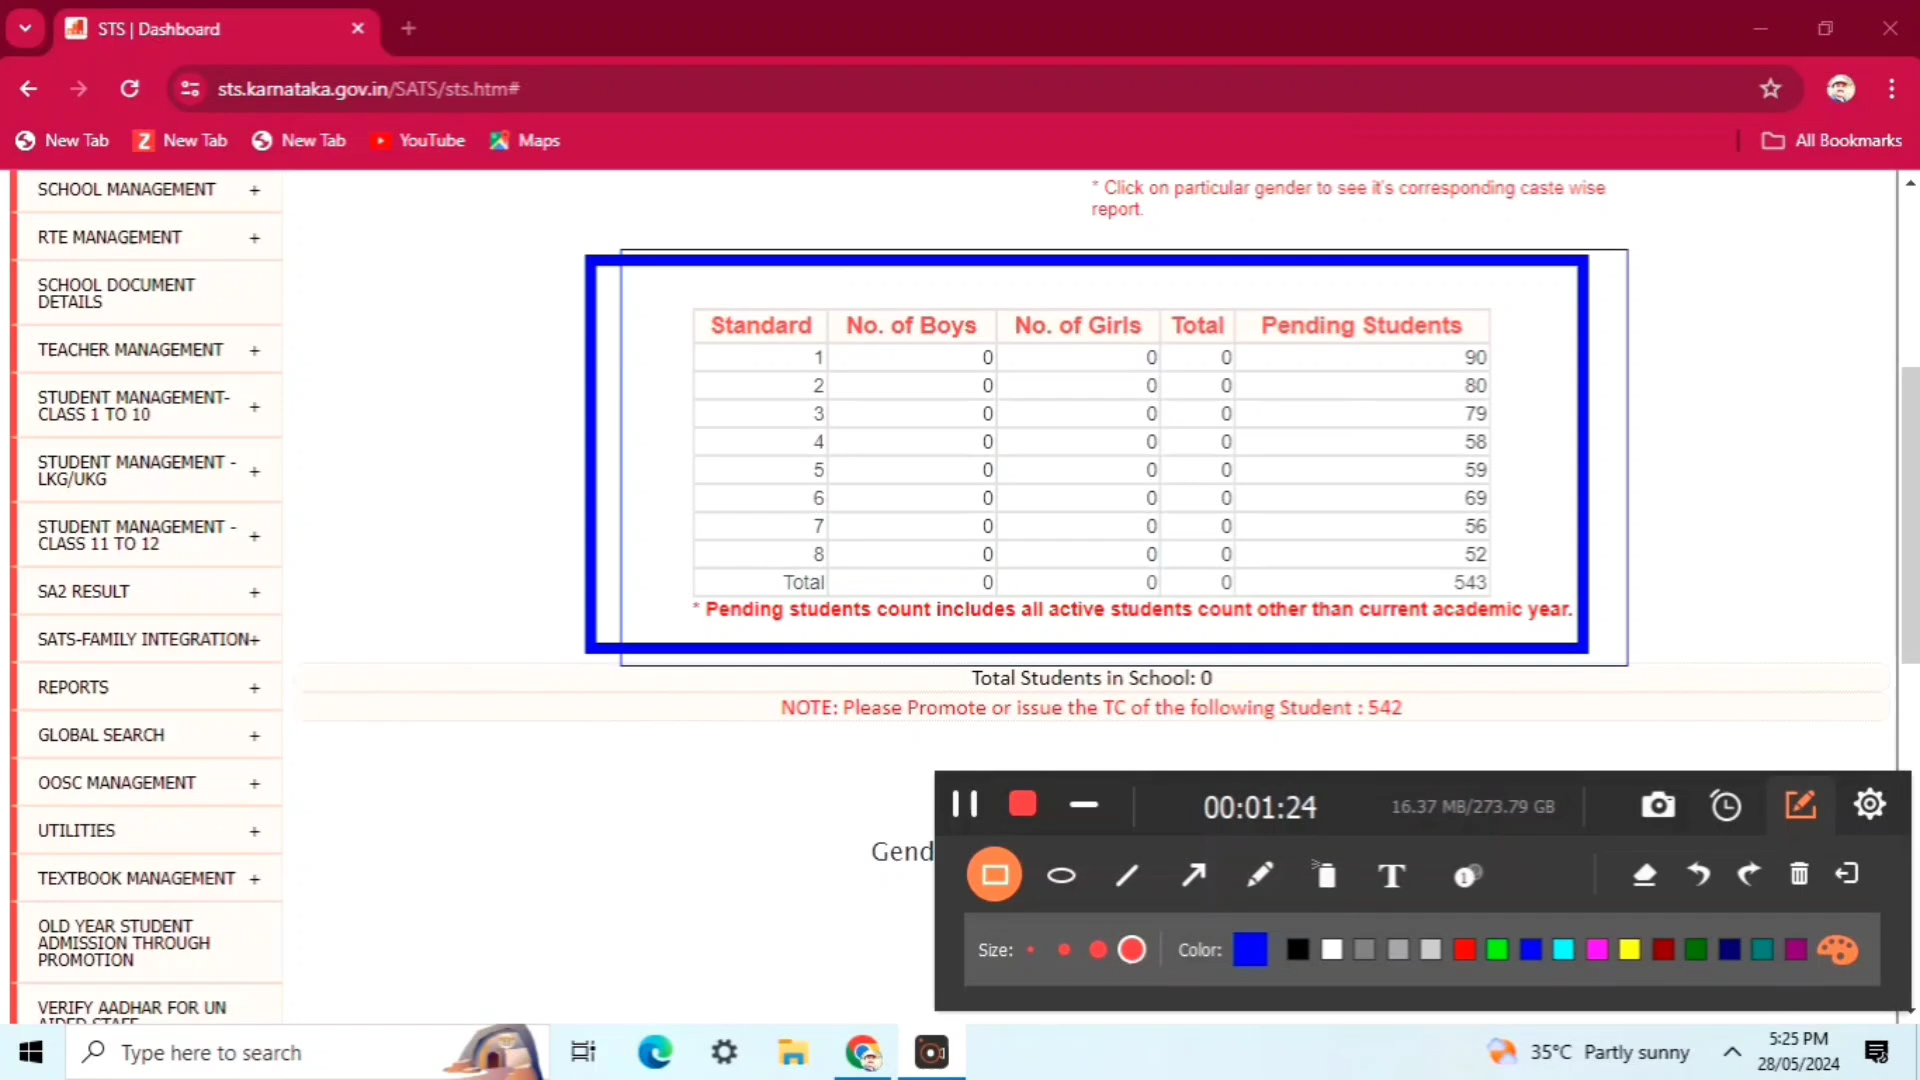 STS | Dashboard
sts.karnataka.gov.in/SATS/sts.htm#
New Tab
New Tab
New Tab
YouTube
Maps
All Bookmarks
SCHOOL MANAGEMENT +
RTE MANAGEMENT +
SCHOOL DOCUMENT
DETAILS
TEACHER MANAGEMENT +
STUDENT MANAGEMENT-
CLASS 1 TO 10 +
STUDENT MANAGEMENT -
LKG/UKG +
STUDENT MANAGEMENT -
CLASS 11 TO 12 +
SA2 RESULT +
SATS-FAMILY INTEGRATION+
REPORTS +
GLOBAL SEARCH +
OOSC MANAGEMENT +
UTILITIES +
TEXTBOOK MANAGEMENT +
OLD YEAR STUDENT
ADMISSION THROUGH
PROMOTION
VERIFY AADHAR FOR UN
AIDED STAFF
* Click on particular gender to see it's corresponding caste wise
report.
Standard No. of Boys No. of Girls Total Pending Students
1 0 0 0 90
2 0 0 0 80
3 0 0 0 79
4 0 0 0 58
5 0 0 0 59
6 0 0 0 69
7 0 0 0 56
8 0 0 0 52
Total 0 0 0 543
* Pending students count includes all active students count other than current academic year.
Total Students in School: 0
NOTE: Please Promote or issue the TC of the following Student : 542
Gend
00:01:24 16.37 MB/273.79 GB
T 1
Size: Color:
Type here to search
35°C Partly sunny
5:25 PM
28/05/2024